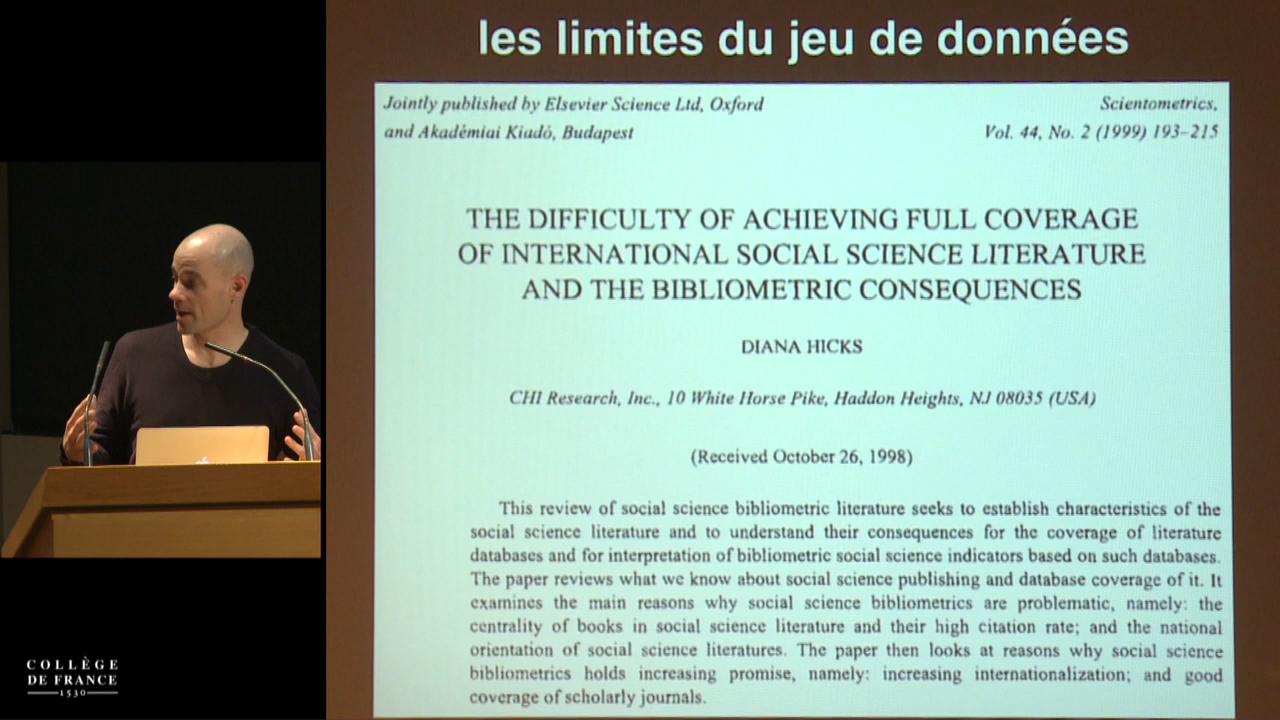 les limites du jeu de données
Jointly published by Elsevier Science Ltd, Oxford
and Akadémiai Kiadó, Budapest
Scientometrics,
Vol. 44, No. 2 (1999) 193–215
THE DIFFICULTY OF ACHIEVING FULL COVERAGE
OF INTERNATIONAL SOCIAL SCIENCE LITERATURE
AND THE BIBLIOMETRIC CONSEQUENCES
DIANA HICKS
CHI Research, Inc., 10 White Horse Pike, Haddon Heights, NJ 08035 (USA)
(Received October 26, 1998)
This review of social science bibliometric literature seeks to establish characteristics of the
social science literature and to understand their consequences for the coverage of literature
databases and for interpretation of bibliometric social science indicators based on such databases.
The paper reviews what we know about social science publishing and database coverage of it. It
examines the main reasons why social science bibliometrics are problematic, namely: the
centrality of books in social science literature and their high citation rate; and the national
orientation of social science literatures. The paper then looks at reasons why social science
bibliometrics holds increasing promise, namely: increasing internationalization; and good
coverage of scholarly journals.
COLLÈGE
DE FRANCE
1530